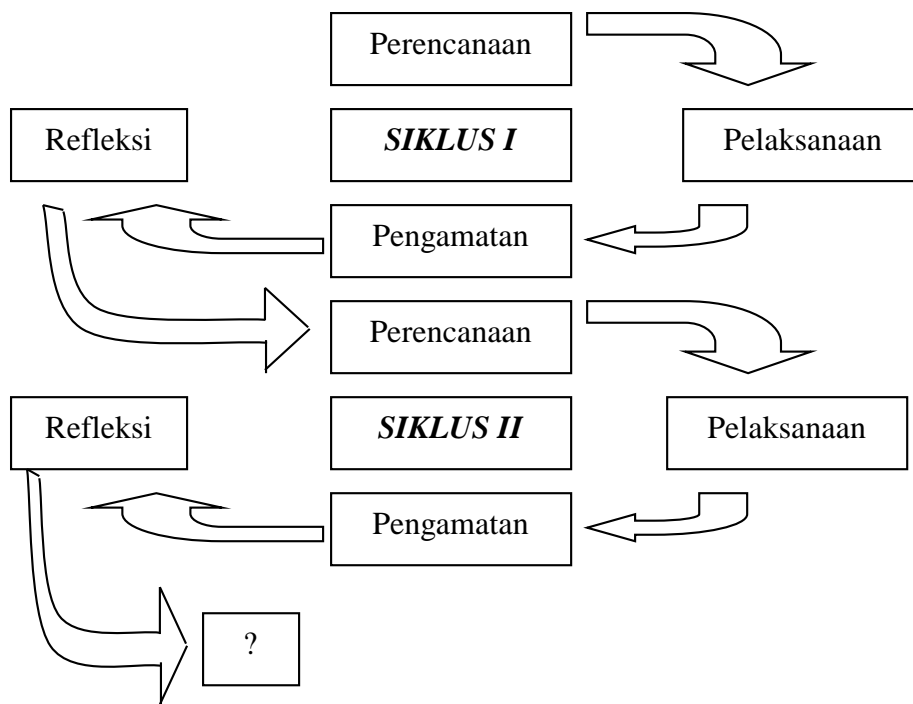 Perencanaan
Refleksi
SIKLUS I
Pelaksanaan
Pengamatan
Perencanaan
Refleksi
SIKLUS II
Pelaksanaan
Pengamatan
?